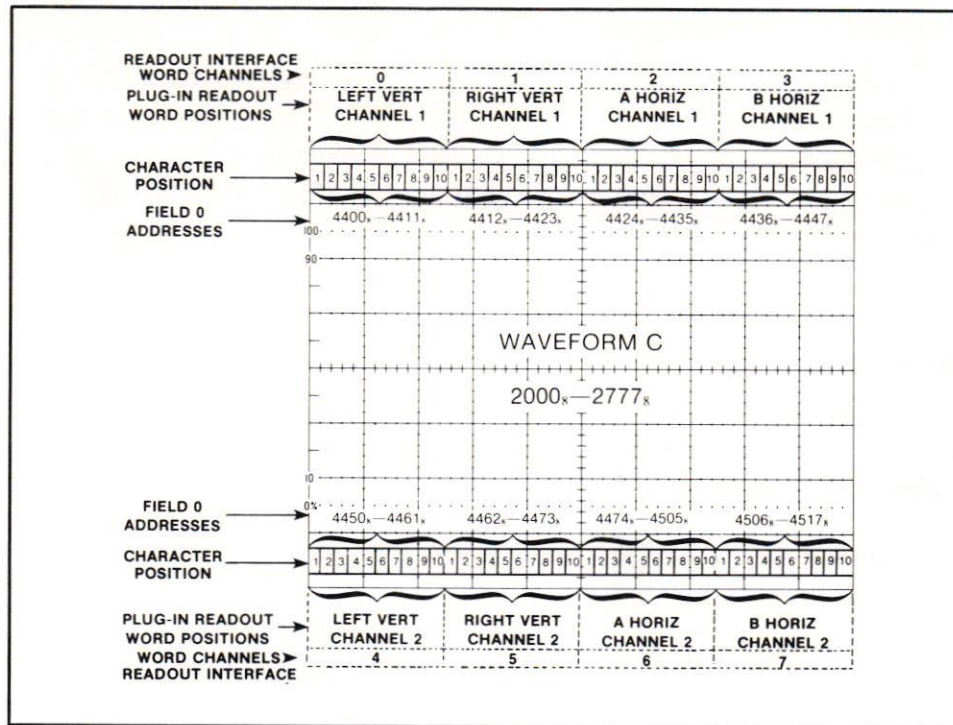 READOUT INTERFACE
WORD CHANNELS
0 1 2 3
PLUG-IN READOUT
WORD POSITIONS
LEFT VERT RIGHT VERT A HORIZ B HORIZ
CHANNEL 1 CHANNEL 1 CHANNEL 1 CHANNEL 1
CHARACTER
POSITION
1 2 3 4 5 6 7 8 9 10 1 2 3 4 5 6 7 8 9 10 1 2 3 4 5 6 7 8 9 10 1 2 3 4 5 6 7 8 9 10
FIELD 0
ADDRESSES
4400₈—4411₈ 4412₈—4423₈ 4424₈—4435₈ 4436₈—4447₈
100
90
WAVEFORM C
2000₈—2777₈
10
0%
FIELD 0
ADDRESSES
4450₈—4461₈ 4462₈—4473₈ 4474₈—4505₈ 4506₈—4517₈
CHARACTER
POSITION
1 2 3 4 5 6 7 8 9 10 1 2 3 4 5 6 7 8 9 10 1 2 3 4 5 6 7 8 9 10 1 2 3 4 5 6 7 8 9 10
PLUG-IN READOUT
WORD POSITIONS
LEFT VERT RIGHT VERT A HORIZ B HORIZ
CHANNEL 2 CHANNEL 2 CHANNEL 2 CHANNEL 2
WORD CHANNELS
4 5 6 7
READOUT INTERFACE